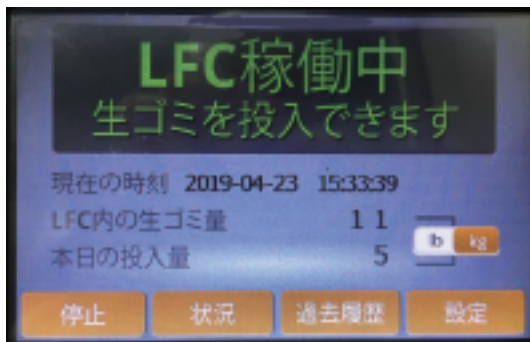 LFC稼働中
生ゴミを投入できます
現在の時刻 2019-04-23 15:33:39
LFC内の生ゴミ量 11
本日の投入量 5
lb kg
停止 状況 過去履歴 設定